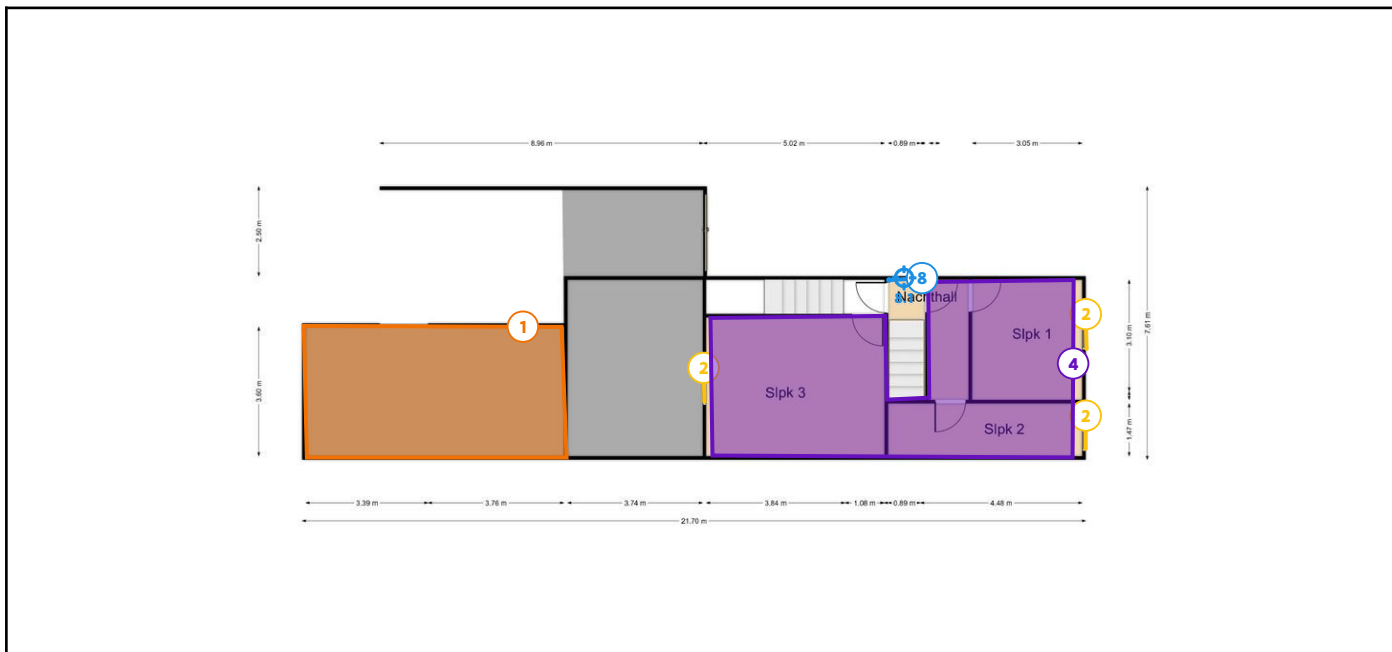 8.96 m
5.02 m
0.89 m
3.05 m
2.50 m
7.61 m
8
Nachthall
2
1
Slpk 1
3.10 m
4
2
3.60 m
Slpk 3
2
Slpk 2
1.47 m
3.39 m
3.76 m
3.74 m
3.84 m
1.08 m
0.89 m
4.48 m
21.70 m